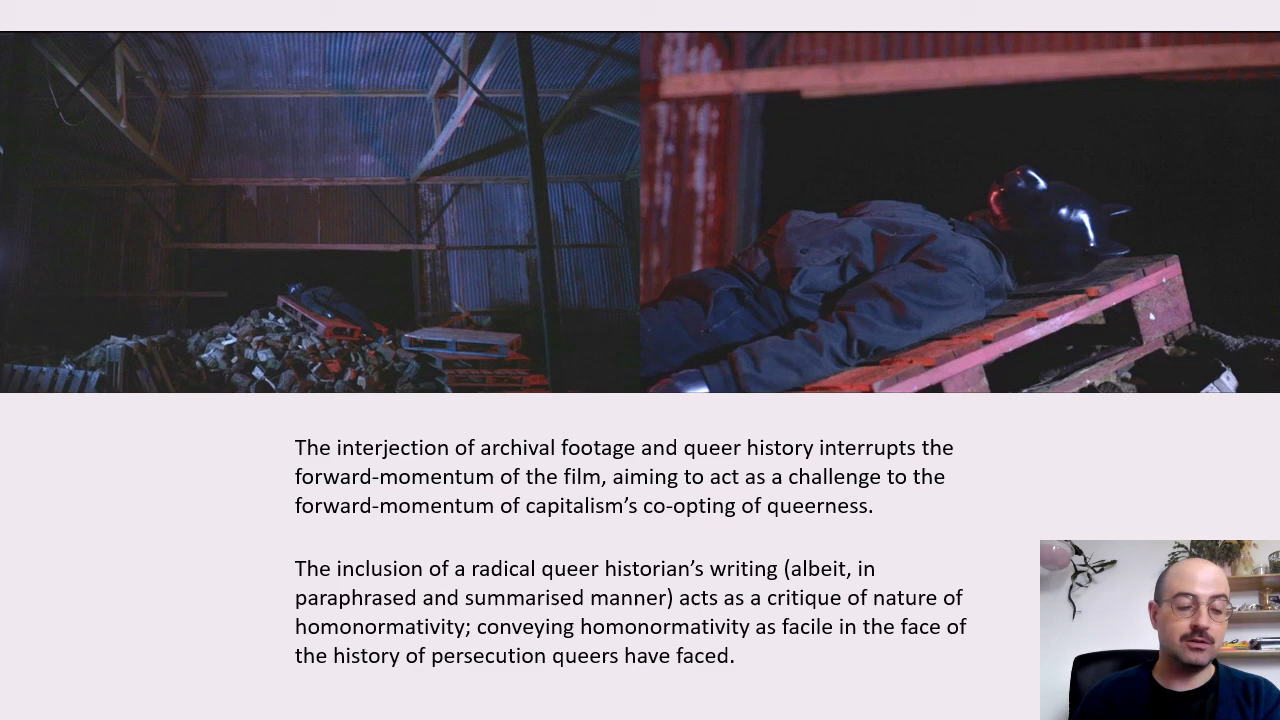 The interjection of archival footage and queer history interrupts the
forward-momentum of the film, aiming to act as a challenge to the
forward-momentum of capitalism’s co-opting of queerness.
The inclusion of a radical queer historian’s writing (albeit, in
paraphrased and summarised manner) acts as a critique of nature of
homonormativity; conveying homonormativity as facile in the face of
the history of persecution queers have faced.